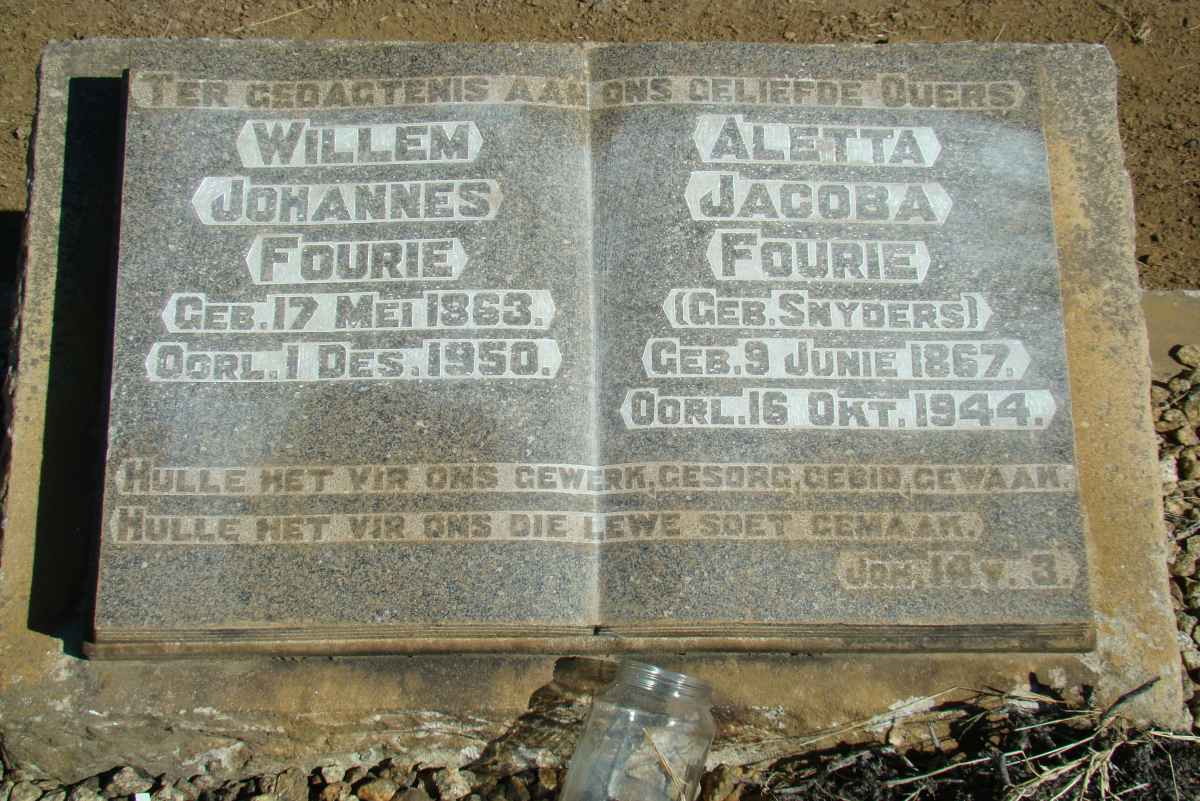 TER GEDAGTENIS AAN ONS GELIEFDE OUERS
WILLEM
JOHANNES
FOURIE
GEB. 17 MEI 1863.
OORL. 1 DES. 1950.
ALETTA
JACOBA
FOURIE
(GEB. SNYDERS)
GEB. 9 JUNIE 1867.
OORL. 16 OKT. 1944.
HULLE HET VIR ONS GEWERK, GESORG, GEBID, GEWAAK.
HULLE HET VIR ONS DIE LEWE SOET GEMAAK.
JOH. 14 v. 3.